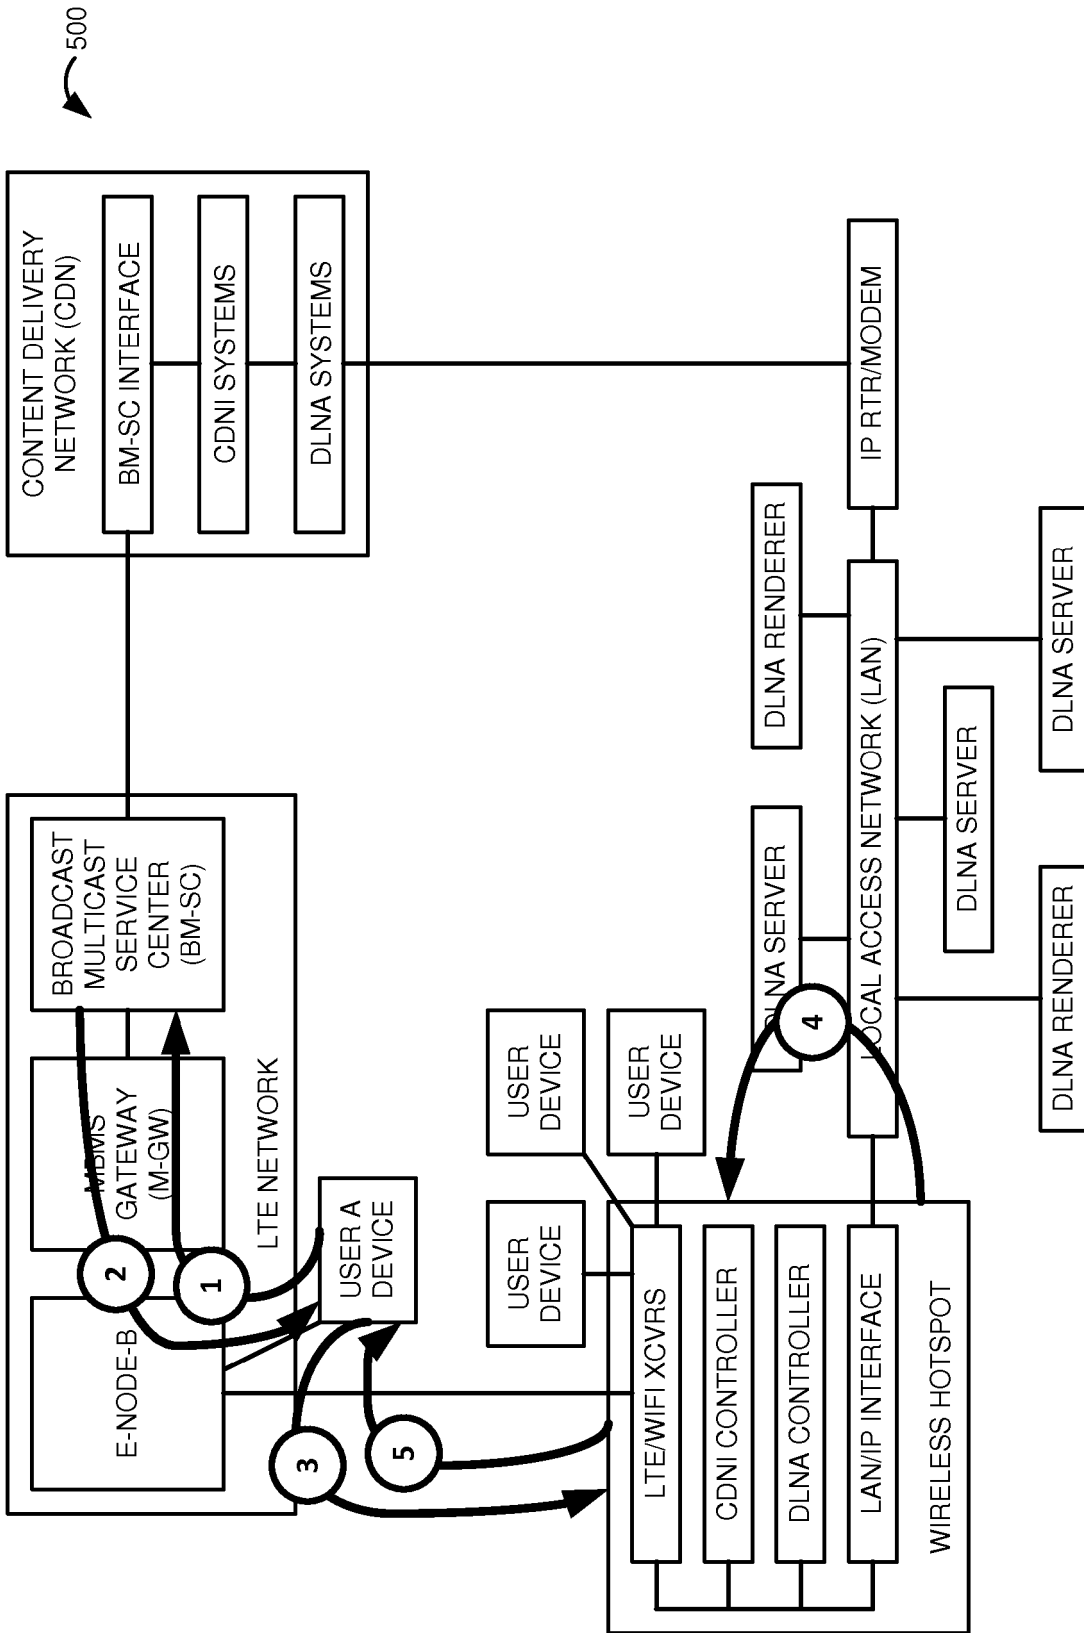 500
CONTENT DELIVERY
NETWORK (CDN)
BM-SC INTERFACE
CDNI SYSTEMS
DLNA SYSTEMS
BROADCAST
MULTICAST
SERVICE
CENTER
(BM-SC)
MBMS
GATEWAY
(M-GW)
E-NODE-B
LTE NETWORK
2
1
USER A
DEVICE
3
5
USER
DEVICE
USER
DEVICE
USER
DEVICE
LTE/WIFI XCVRS
CDNI CONTROLLER
DLNA CONTROLLER
LAN/IP INTERFACE
WIRELESS HOTSPOT
4
DLNA SERVER
DLNA RENDERER
LOCAL ACCESS NETWORK (LAN)
IP RTR/MODEM
DLNA SERVER
DLNA RENDERER
DLNA SERVER